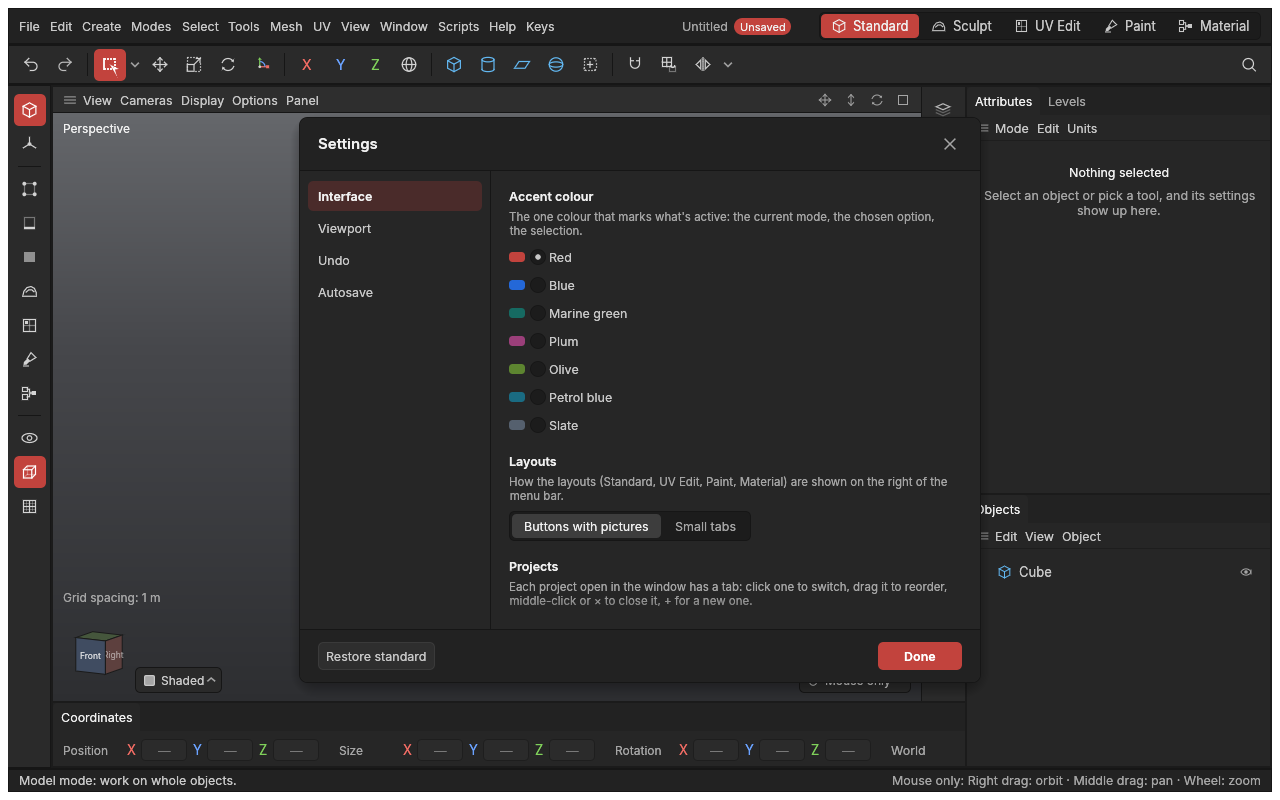 File Edit Create Modes Select Tools Mesh UV View Window Scripts Help Keys Untitled Unsaved Standard Sculpt UV Edit Paint Material
X Y Z
View Cameras Display Options Panel
Attributes Levels
Perspective
Mode Edit Units
Nothing selected
Select an object or pick a tool, and its settings
show up here.
Settings
Interface
Viewport
Undo
Autosave
Accent colour
The one colour that marks what's active: the current mode, the chosen option,
the selection.
Red
Blue
Marine green
Plum
Olive
Petrol blue
Slate
Layouts
How the layouts (Standard, UV Edit, Paint, Material) are shown on the right of the
menu bar.
Buttons with pictures Small tabs
Projects
Each project open in the window has a tab: click one to switch, drag it to reorder,
middle-click or × to close it, + for a new one.
Restore standard Done
Objects
Edit View Object
Cube
Grid spacing: 1 m
Front Right
Shaded
Mouse only
Coordinates
Position X — Y — Z — Size X — Y — Z — Rotation X — Y — Z — World
Model mode: work on whole objects. Mouse only: Right drag: orbit · Middle drag: pan · Wheel: zoom